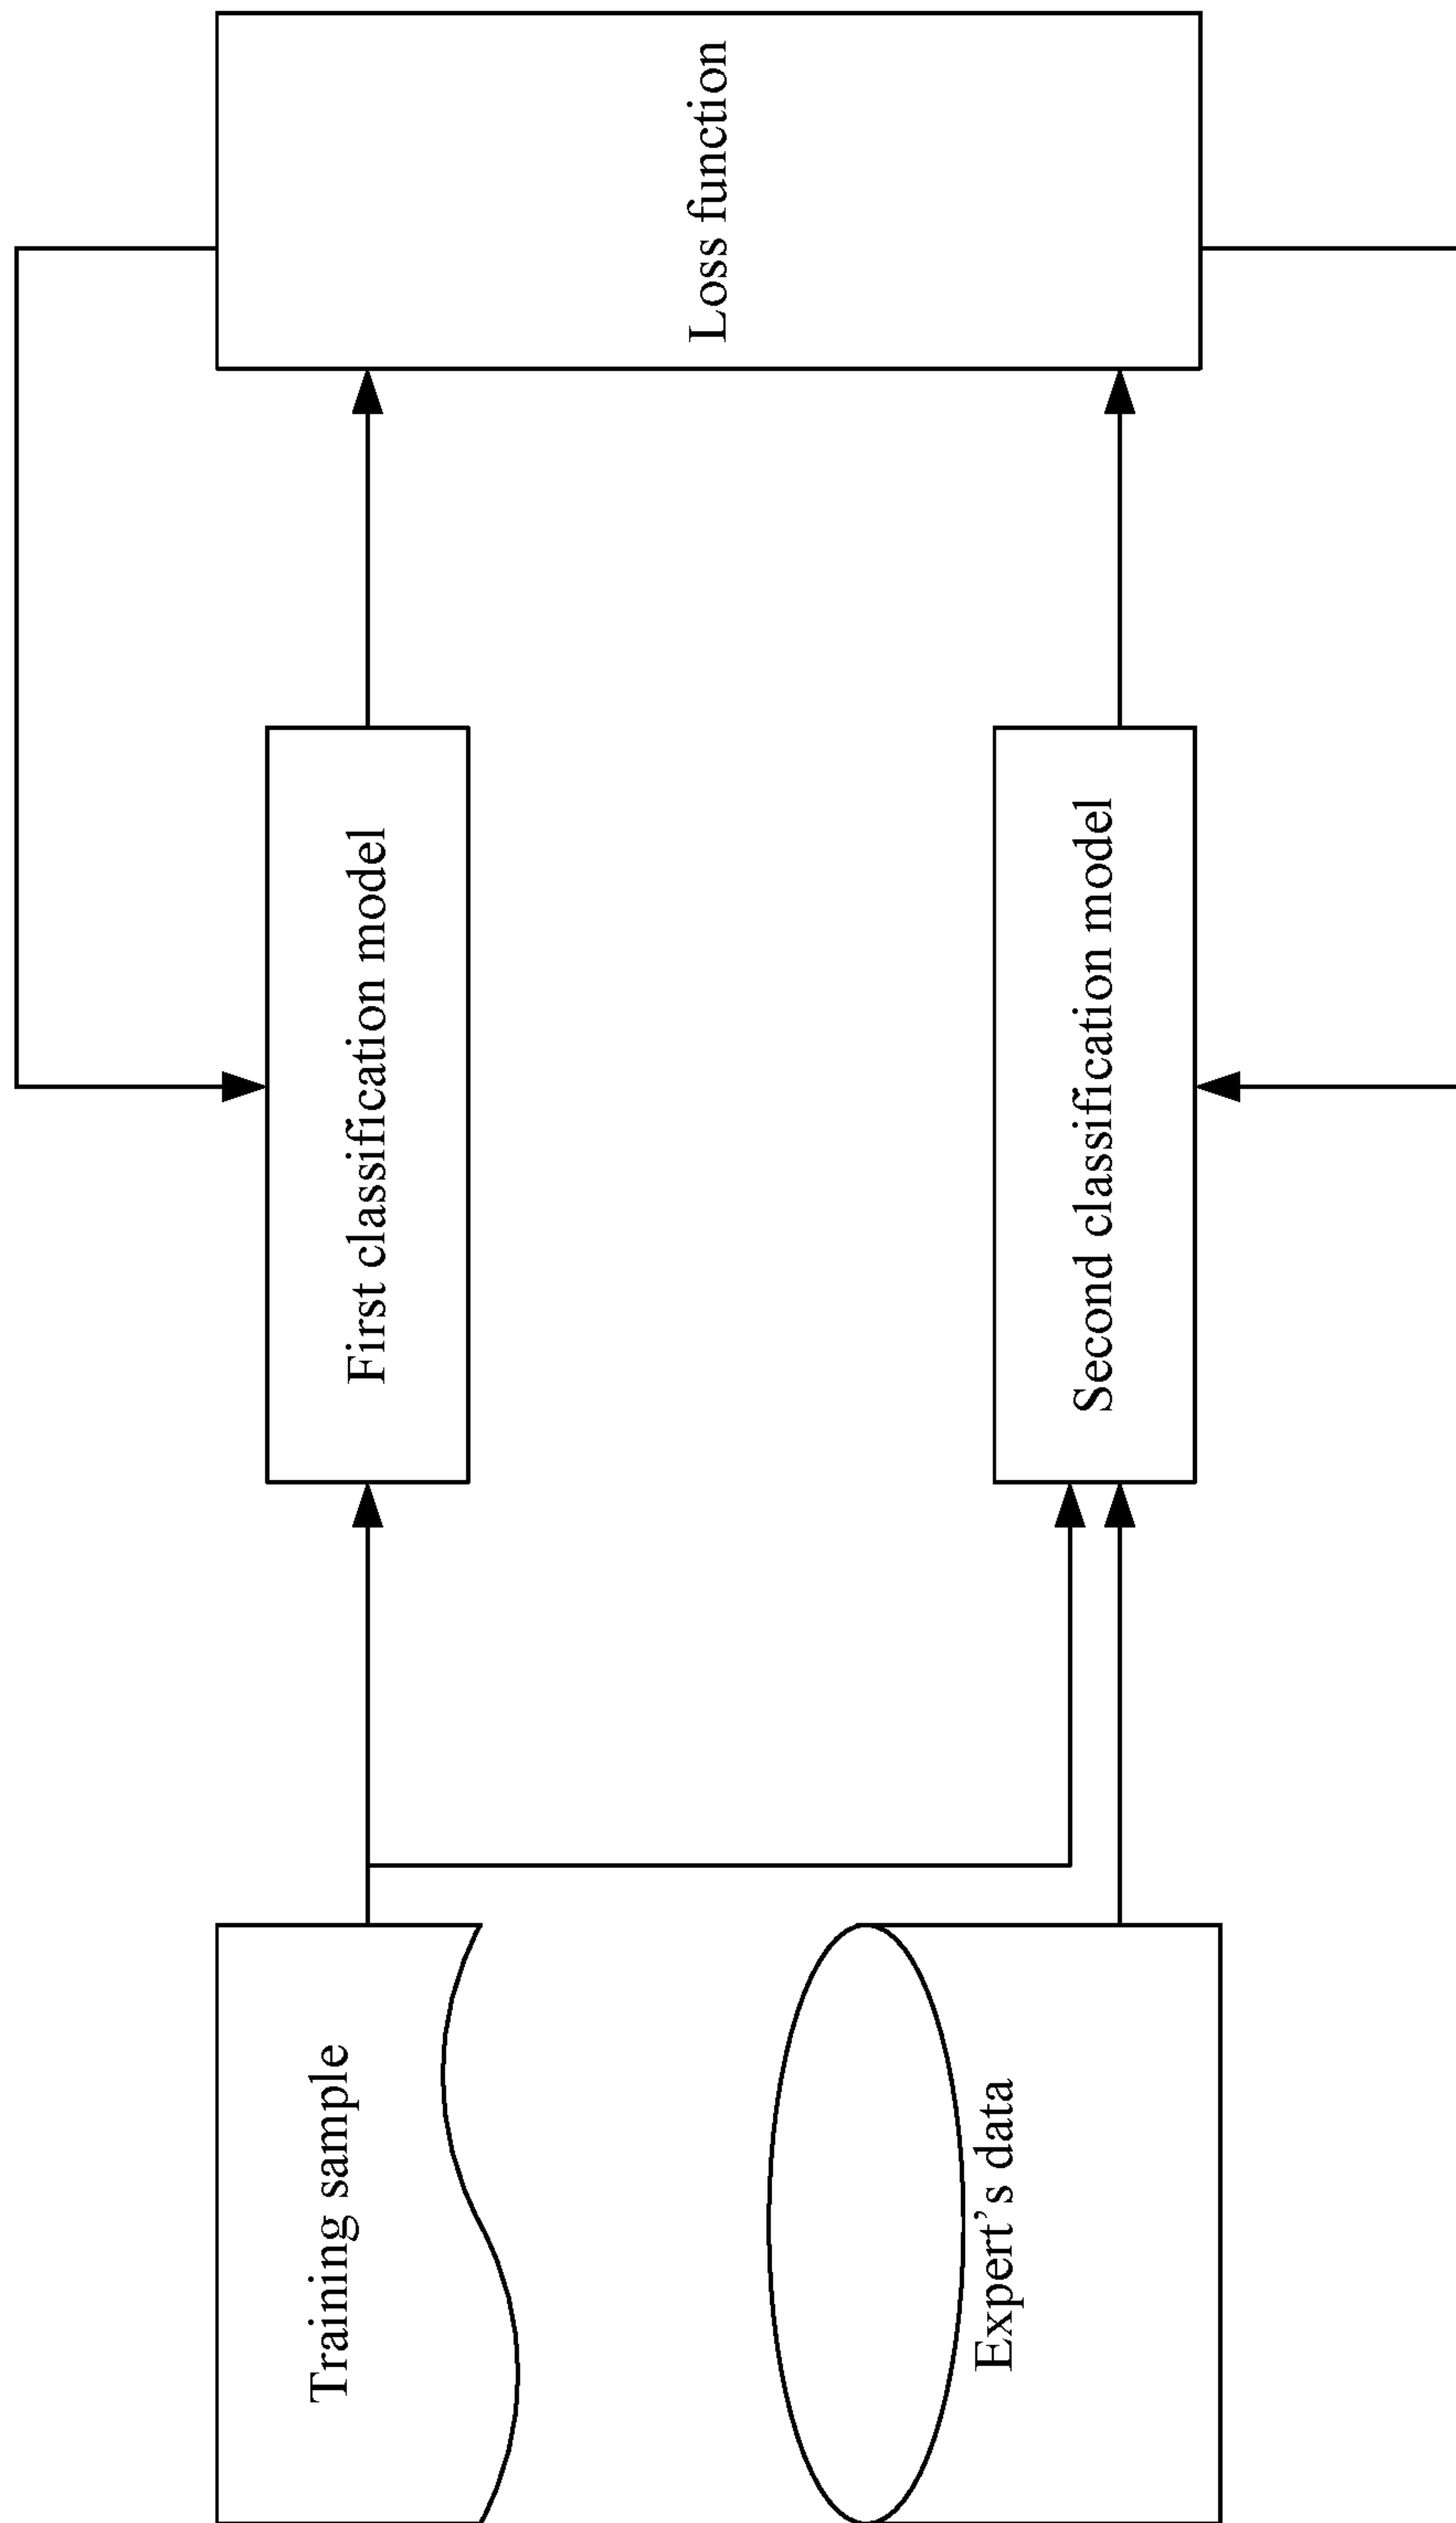 Training sample
First classification model
Loss function
Expert's data
Second classification model